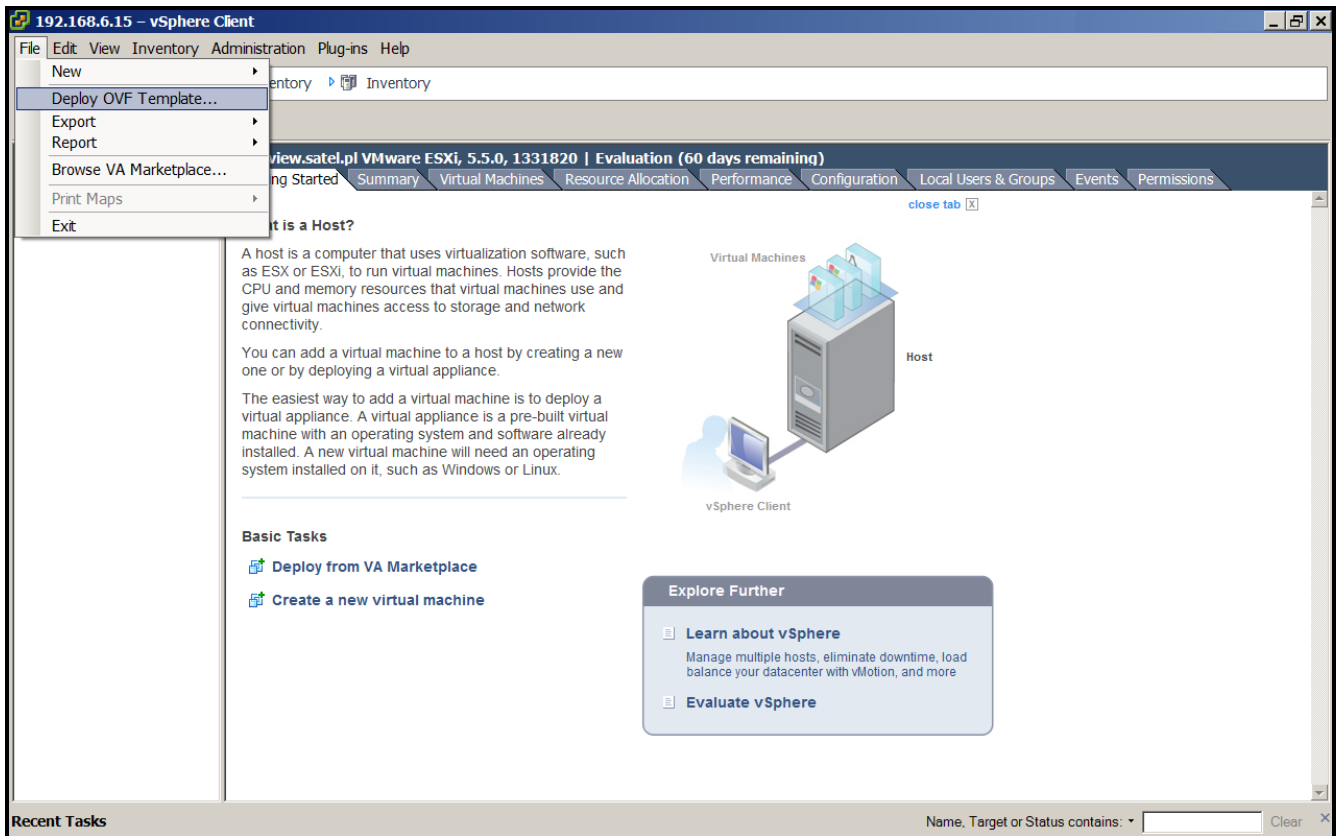 192.168.6.15 – vSphere Client
File Edit View Inventory Administration Plug-ins Help
New
Deploy OVF Template...
Export
Report
Browse VA Marketplace...
Print Maps
Exit
entory Inventory
view.satel.pl VMware ESXi, 5.5.0, 1331820 | Evaluation (60 days remaining)
ng Started Summary Virtual Machines Resource Allocation Performance Configuration Local Users & Groups Events Permissions
close tab X
t is a Host?
A host is a computer that uses virtualization software, such
as ESX or ESXi, to run virtual machines. Hosts provide the
CPU and memory resources that virtual machines use and
give virtual machines access to storage and network
connectivity.
You can add a virtual machine to a host by creating a new
one or by deploying a virtual appliance.
The easiest way to add a virtual machine is to deploy a
virtual appliance. A virtual appliance is a pre-built virtual
machine with an operating system and software already
installed. A new virtual machine will need an operating
system installed on it, such as Windows or Linux.
Virtual Machines
Host
vSphere Client
Basic Tasks
Deploy from VA Marketplace
Create a new virtual machine
Explore Further
Learn about vSphere
Manage multiple hosts, eliminate downtime, load
balance your datacenter with vMotion, and more
Evaluate vSphere
Recent Tasks
Name, Target or Status contains:
Clear